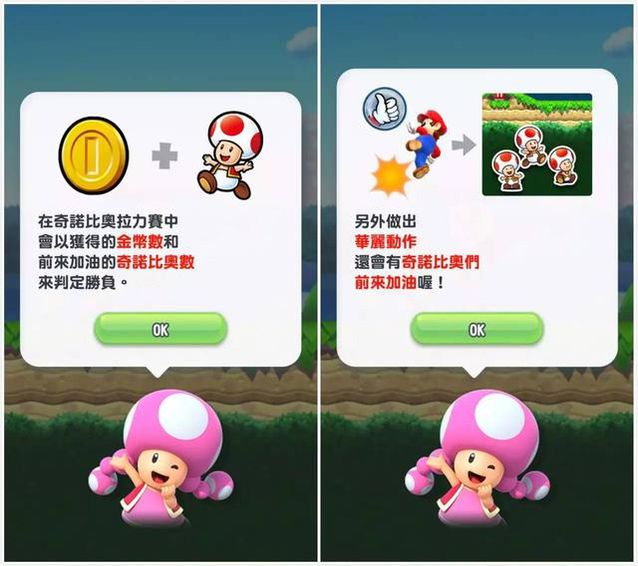 在奇諾比奧拉力賽中
會以獲得的金幣數和
前來加油的奇諾比奧數
來判定勝負。
OK
另外做出
華麗動作
還會有奇諾比奧們
前來加油喔！
OK